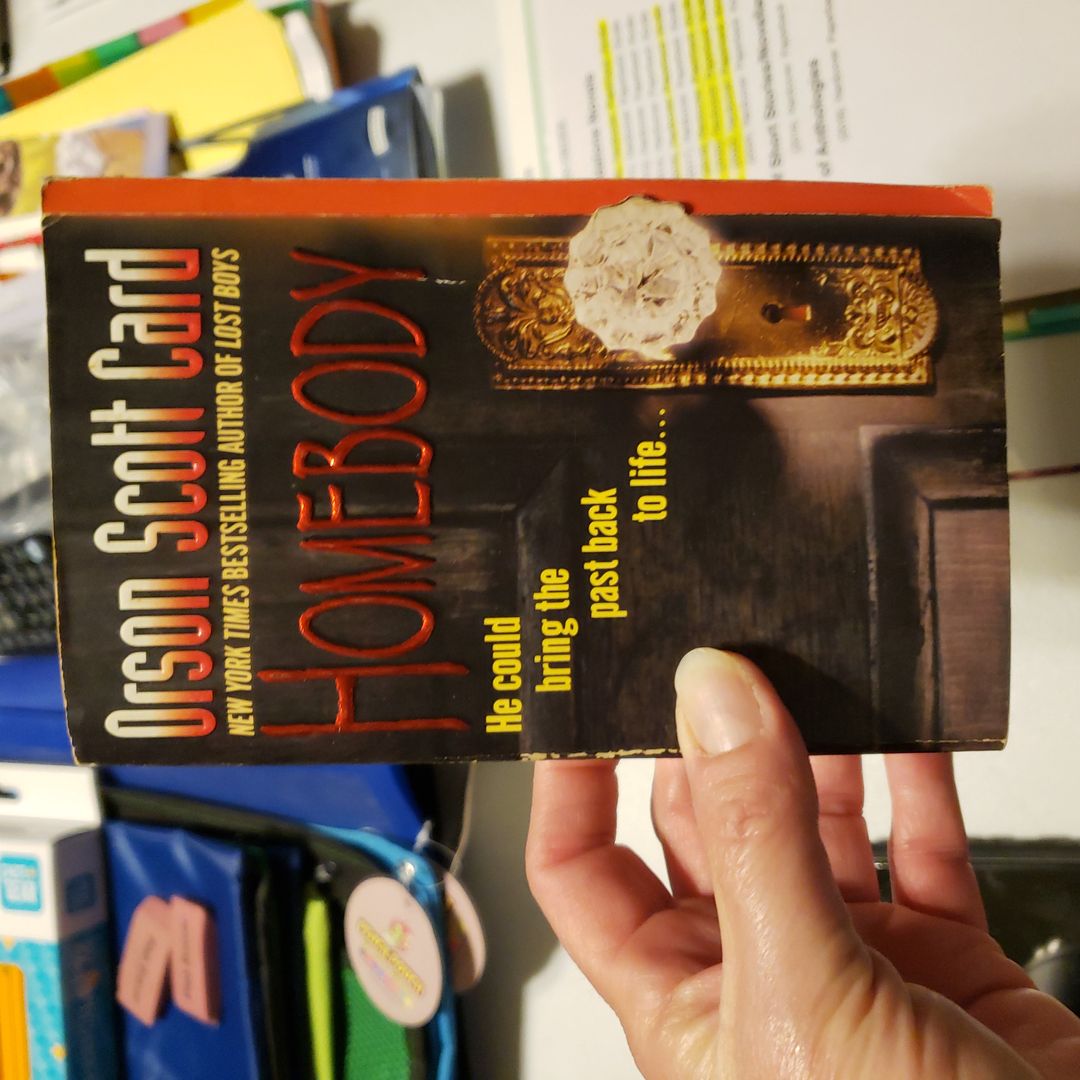 Orson Scott Card
NEW YORK TIMES BESTSELLING AUTHOR OF LOST BOYS
HOMEBODY
He could
bring the
past back
to life...